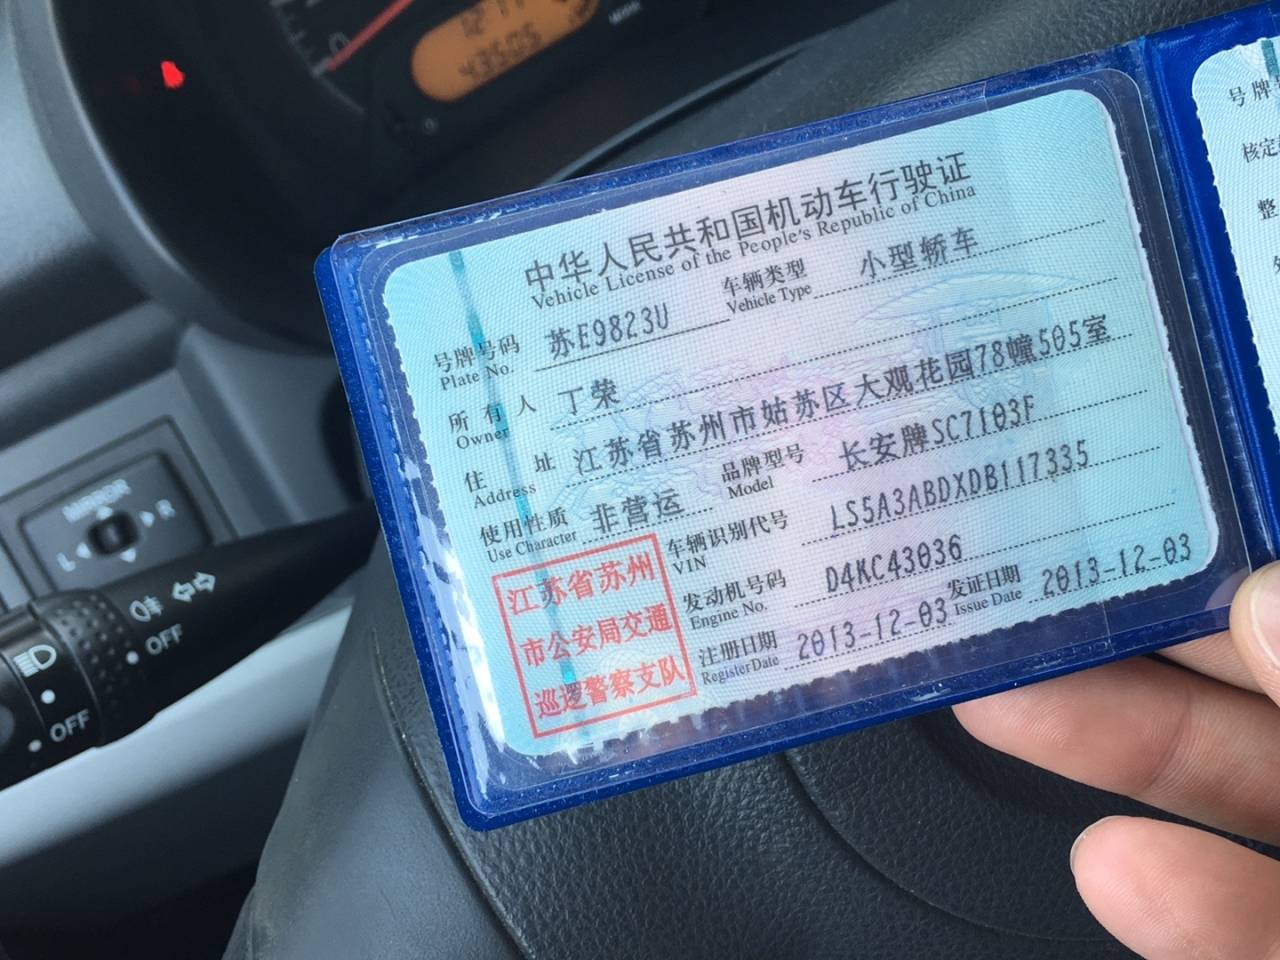 43505
MIRROR
L R
OFF
OFF
中华人民共和国机动车行驶证
Vehicle License of the People's Republic of China
号牌号码 苏E9823U 车辆类型 小型轿车
Plate No. Vehicle Type
所有人 丁荣
Owner
住址 江苏省苏州市姑苏区大观花园78幢505室
Address
使用性质 非营运 品牌型号 长安牌SC7103F
Use Character Model
车辆识别代号 LS5A3ABDXDB117335
VIN
发动机号码 D4KC43036
Engine No.
注册日期 2013-12-03 发证日期 2013-12-03
Register Date Issue Date
江苏省苏州
市公安局交通
巡逻警察支队
号牌
核定
整